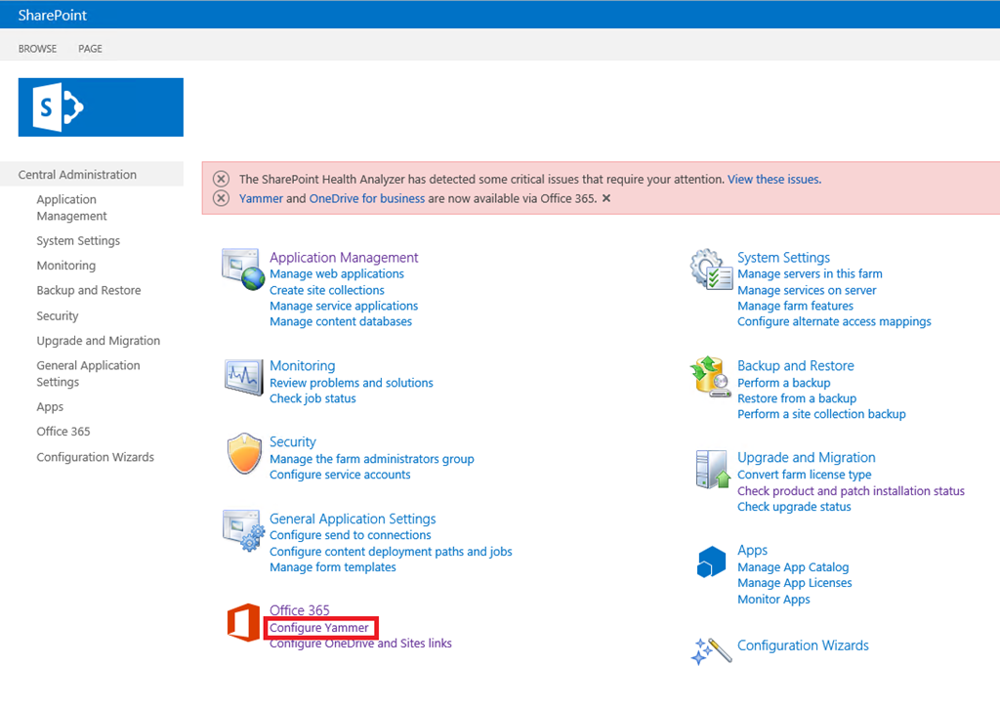 SharePoint
BROWSE PAGE
S
Central Administration
Application
Management
System Settings
Monitoring
Backup and Restore
Security
Upgrade and Migration
General Application
Settings
Apps
Office 365
Configuration Wizards
The SharePoint Health Analyzer has detected some critical issues that require your attention. View these issues.
Yammer and OneDrive for business are now available via Office 365.
Application Management
Manage web applications
Create site collections
Manage service applications
Manage content databases
Monitoring
Review problems and solutions
Check job status
Security
Manage the farm administrators group
Configure service accounts
General Application Settings
Configure send to connections
Configure content deployment paths and jobs
Manage form templates
Office 365
Configure Yammer
Configure OneDrive and Sites links
System Settings
Manage servers in this farm
Manage services on server
Manage farm features
Configure alternate access mappings
Backup and Restore
Perform a backup
Restore from a backup
Perform a site collection backup
Upgrade and Migration
Convert farm license type
Check product and patch installation status
Check upgrade status
Apps
Manage App Catalog
Manage App Licenses
Monitor Apps
Configuration Wizards